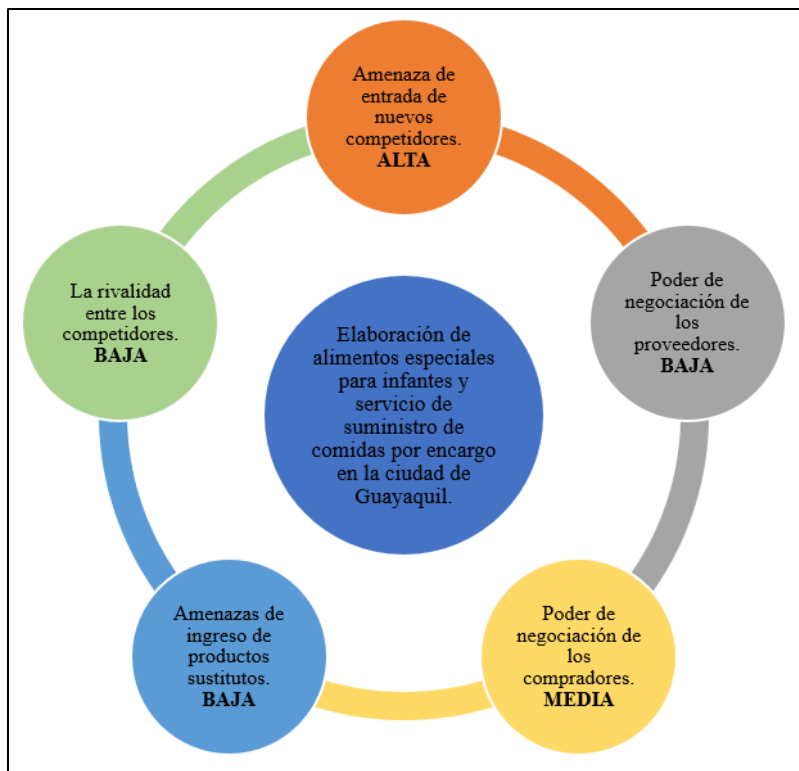 Amenaza de
entrada de
nuevos
competidores.
ALTA
Poder de
negociación de
los
proveedores.
BAJA
Poder de
negociación de
los
compradores.
MEDIA
Amenazas de
ingreso de
productos
sustitutos.
BAJA
La rivalidad
entre los
competidores.
BAJA
Elaboración de
alimentos especiales
para infantes y
servicio de
suministro de
comidas por encargo
en la ciudad de
Guayaquil.